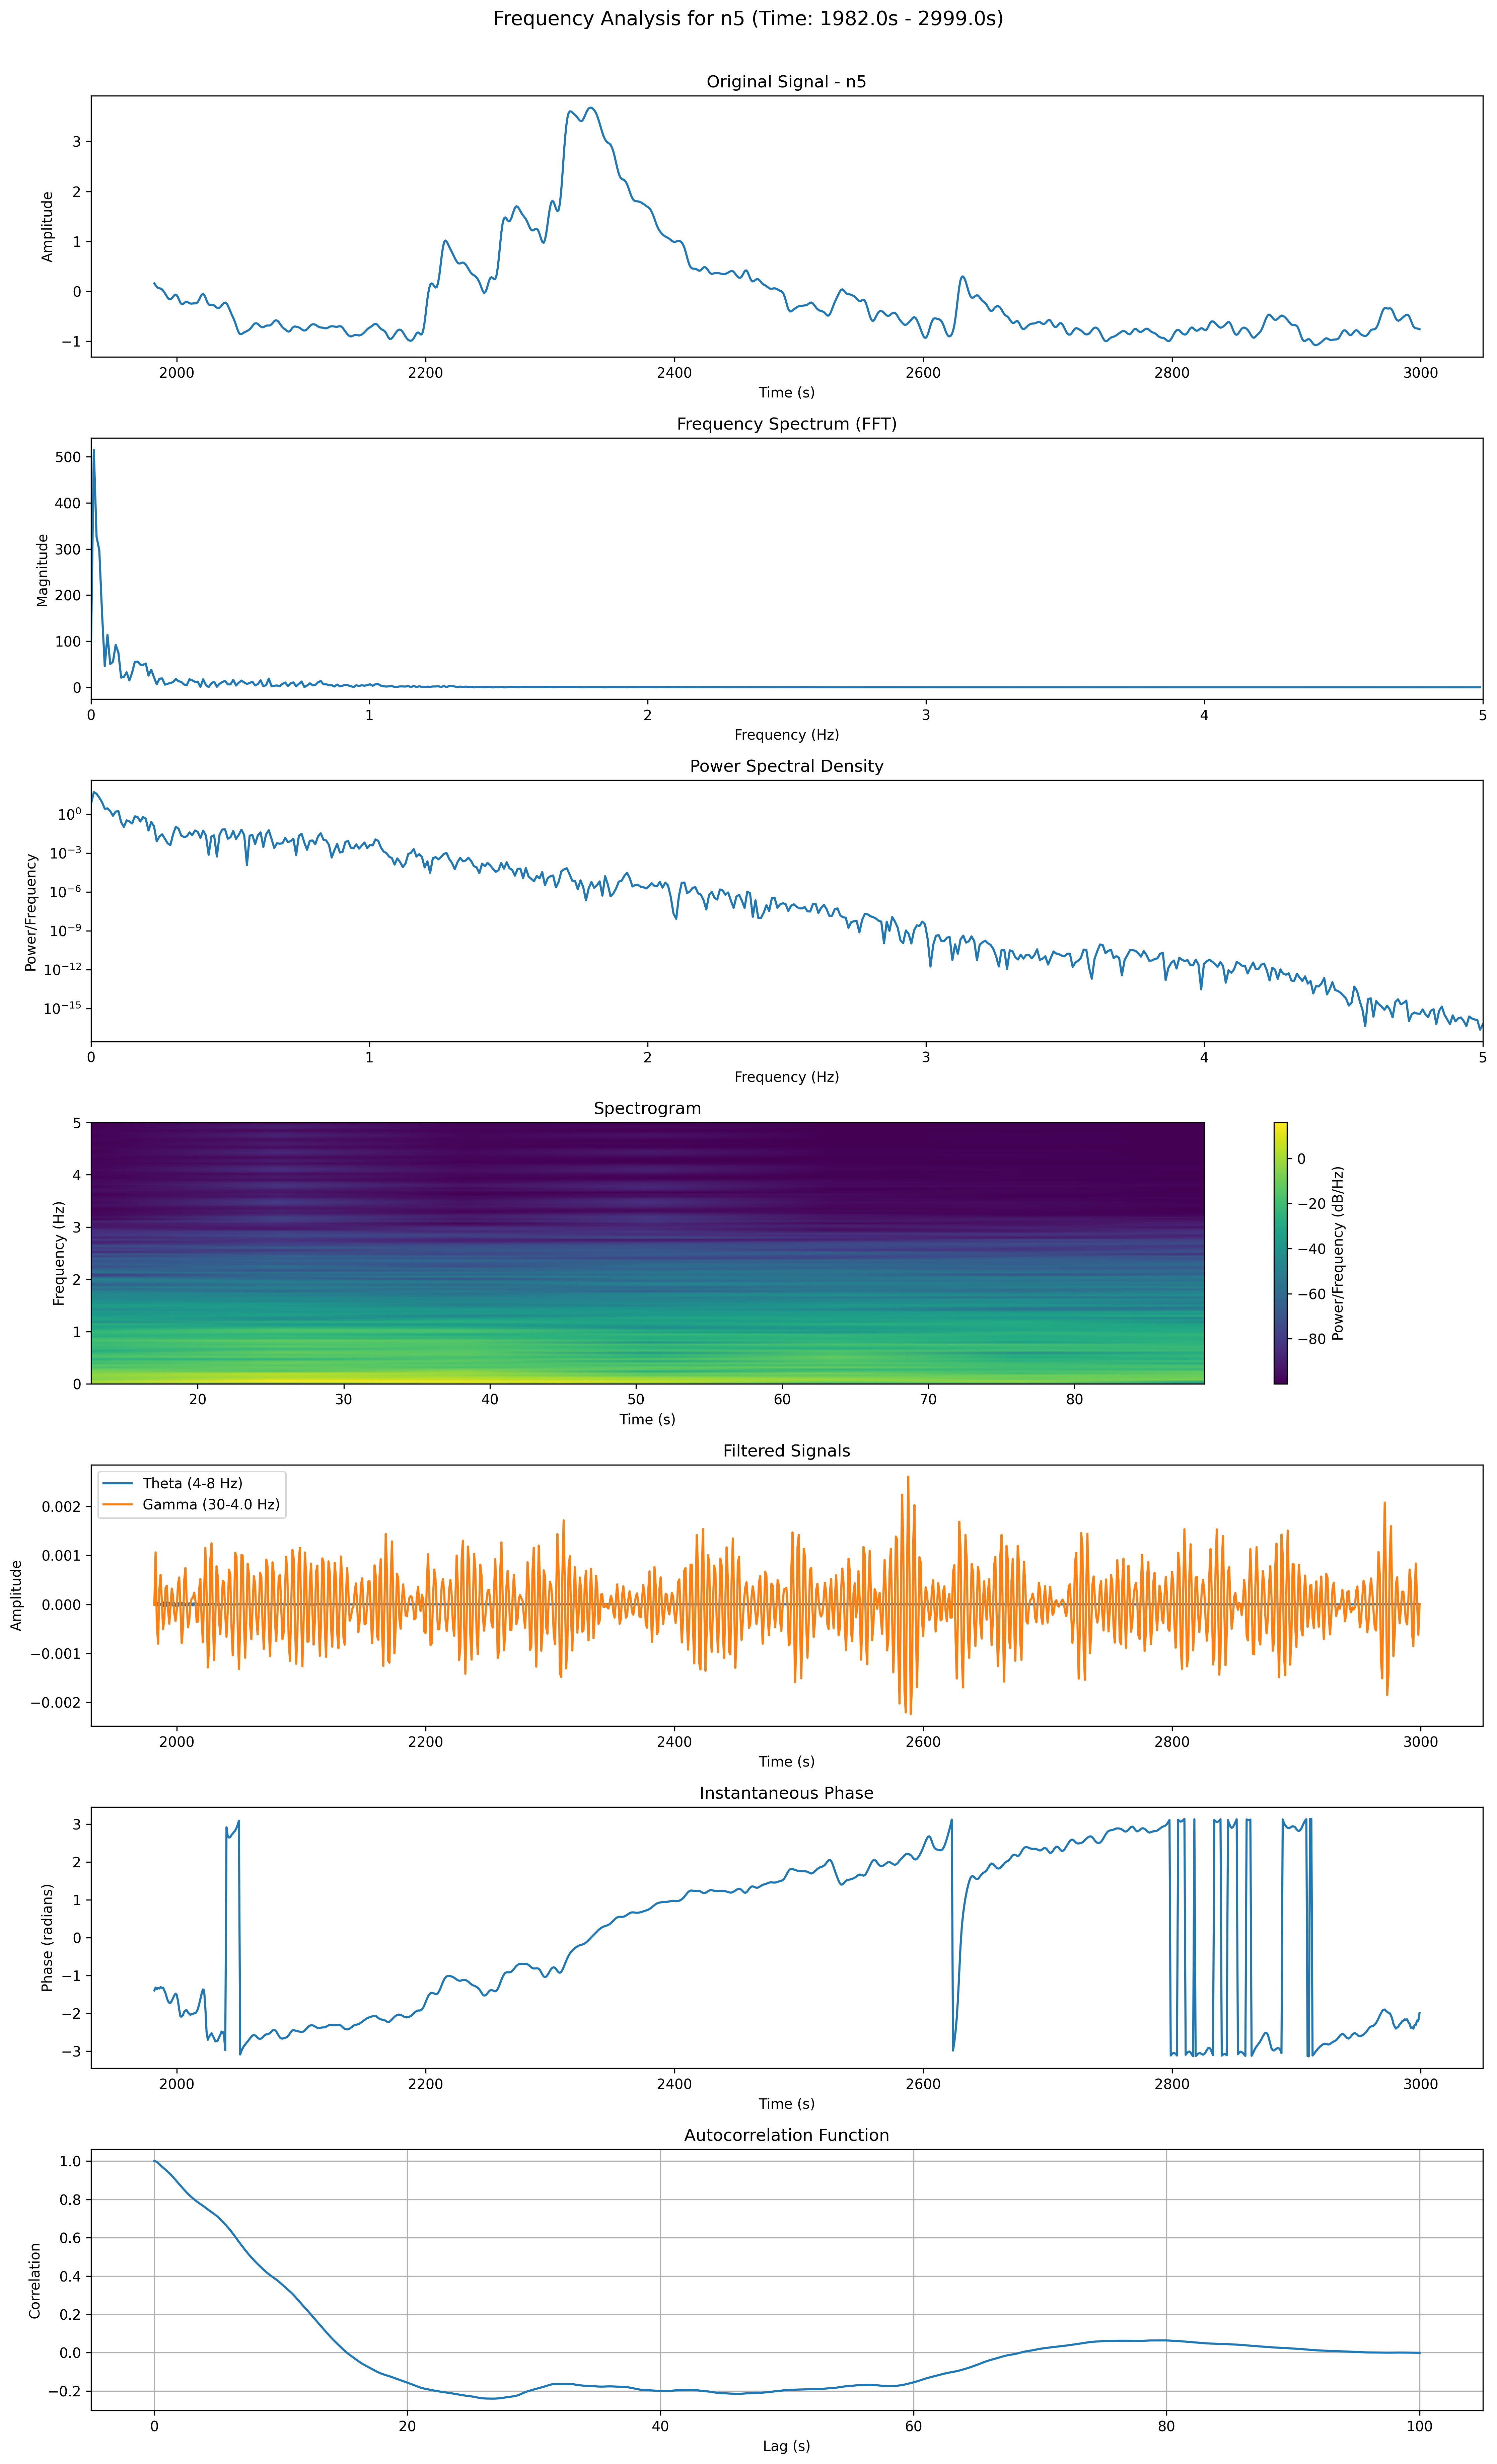 Frequency Analysis for n5 (Time: 1982.0s - 2999.0s)
Original Signal - n5
Amplitude
3
2
1
0
−1
2000 2200 2400 2600 2800 3000
Time (s)
Frequency Spectrum (FFT)
Magnitude
500
400
300
200
100
0
0 1 2 3 4 5
Frequency (Hz)
Power Spectral Density
Power/Frequency
10⁰
10⁻³
10⁻⁶
10⁻⁹
10⁻¹²
10⁻¹⁵
0 1 2 3 4 5
Frequency (Hz)
Spectrogram
Frequency (Hz)
5
4
3
2
1
0
20 30 40 50 60 70 80
Time (s)
0
−20
−40
−60
−80
Power/Frequency (dB/Hz)
Filtered Signals
Theta (4-8 Hz)
Gamma (30-4.0 Hz)
Amplitude
0.002
0.001
0.000
−0.001
−0.002
2000 2200 2400 2600 2800 3000
Time (s)
Instantaneous Phase
Phase (radians)
3
2
1
0
−1
−2
−3
2000 2200 2400 2600 2800 3000
Time (s)
Autocorrelation Function
Correlation
1.0
0.8
0.6
0.4
0.2
0.0
−0.2
0 20 40 60 80 100
Lag (s)